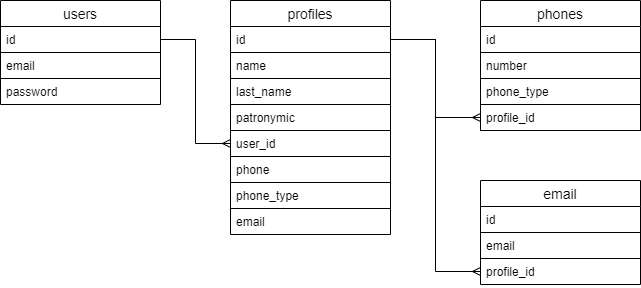 users
id
email
password
profiles
id
name
last_name
patronymic
user_id
phone
phone_type
email
phones
id
number
phone_type
profile_id
email
id
email
profile_id